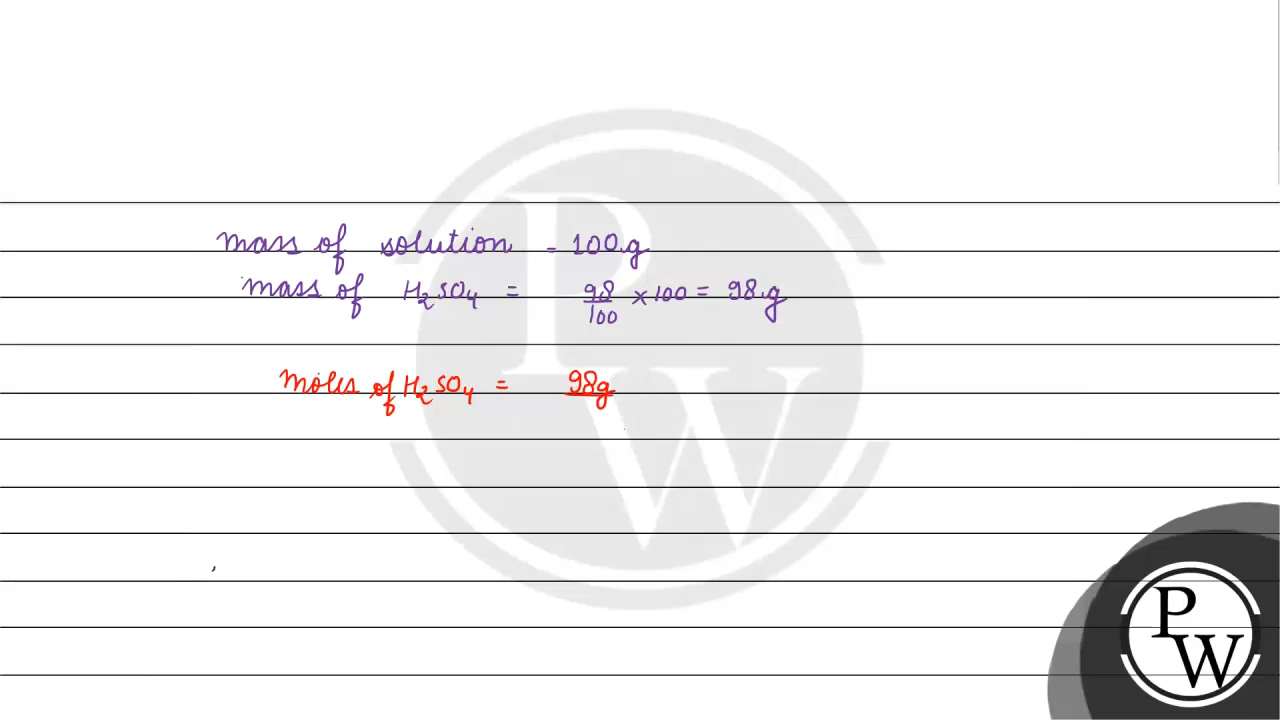 mass of solution = 100.g
mass of H₂SO₄ = 98/100 × 100 = 98.g
Moles of H₂SO₄ = 98g
P
W